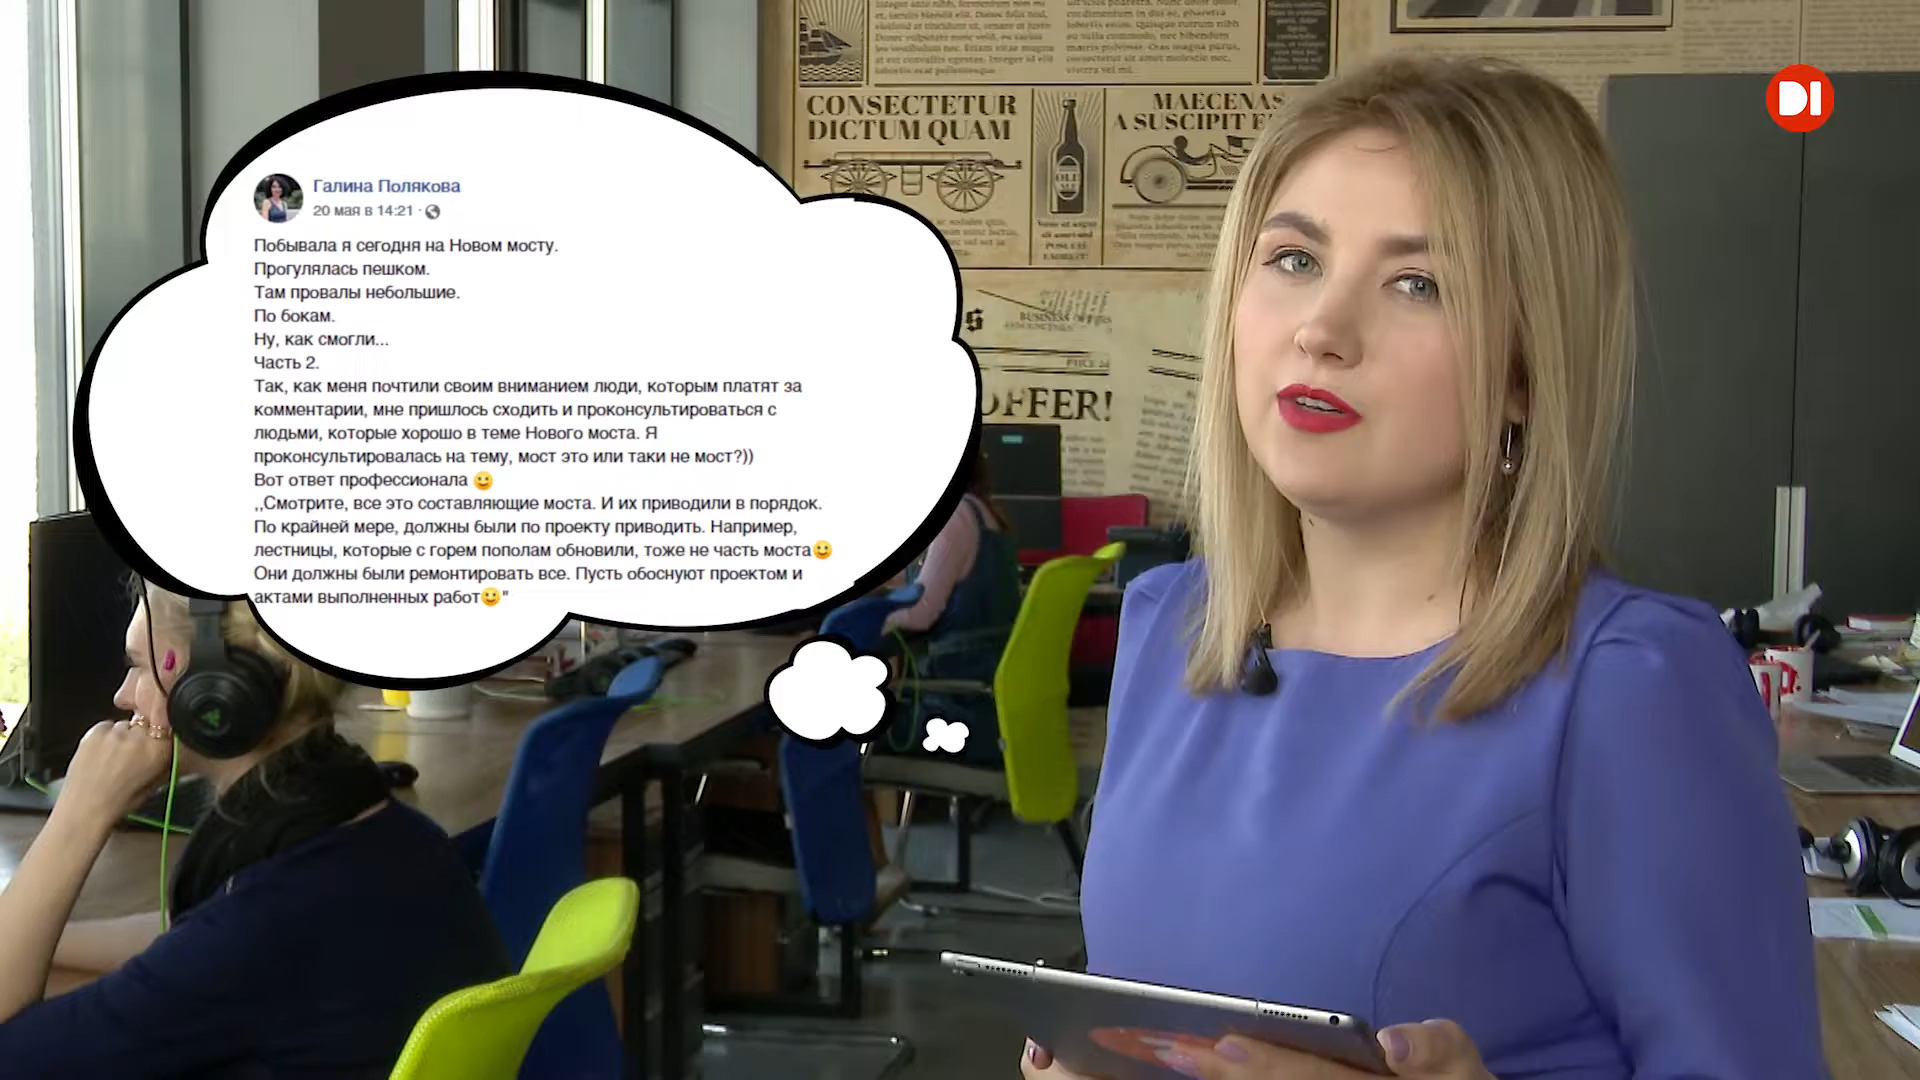 CONSECTETUR
DICTUM QUAM
MAECENAS
A SUSCIPIT
OLD
ALE
BUSINESS OFFERS
OFFER!
DI
Галина Полякова
20 мая в 14:21 ·
Побывала я сегодня на Новом мосту.
Прогулялась пешком.
Там провалы небольшие.
По бокам.
Ну, как смогли...
Часть 2.
Так, как меня почтили своим вниманием люди, которым платят за
комментарии, мне пришлось сходить и проконсультироваться с
людьми, которые хорошо в теме Нового моста. Я
проконсультировалась на тему, мост это или таки не мост?))
Вот ответ профессионала 🙂
,,Смотрите, все это составляющие моста. И их приводили в порядок.
По крайней мере, должны были по проекту приводить. Например,
лестницы, которые с горем пополам обновили, тоже не часть моста🙂
Они должны были ремонтировать все. Пусть обоснуют проектом и
актами выполненных работ🙂"